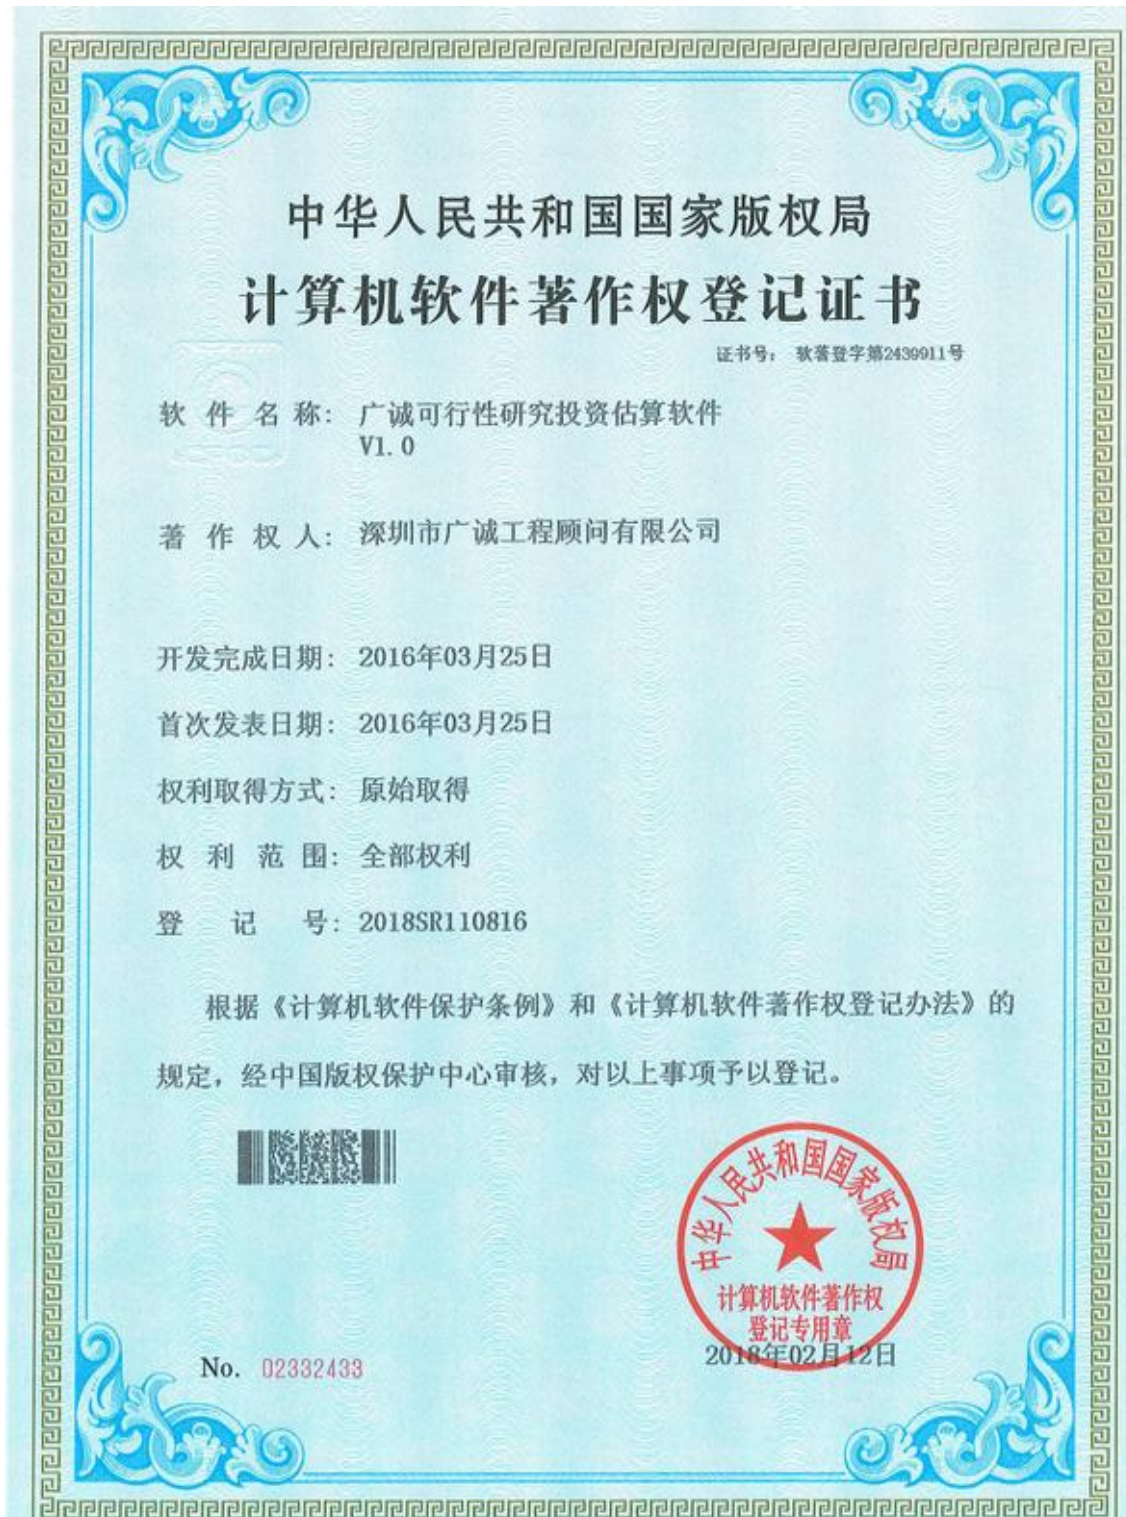 中华人民共和国国家版权局
计算机软件著作权登记证书
证书号： 软著登字第2439911号
软件名称： 广诚可行性研究投资估算软件
V1.0
著作权人： 深圳市广诚工程顾问有限公司
开发完成日期： 2016年03月25日
首次发表日期： 2016年03月25日
权利取得方式： 原始取得
权利范围： 全部权利
登记号： 2018SR110816
根据《计算机软件保护条例》和《计算机软件著作权登记办法》的
规定，经中国版权保护中心审核，对以上事项予以登记。
中华人民共和国国家版权局
计算机软件著作权
登记专用章
2018年02月12日
No. 02332433